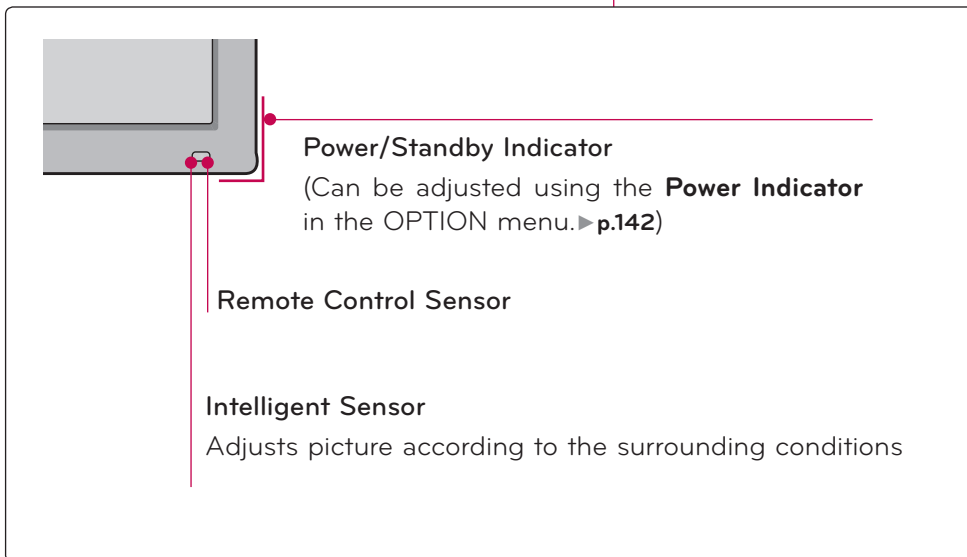 Power/Standby Indicator
(Can be adjusted using the Power Indicator
in the OPTION menu.►p.142)
Remote Control Sensor
Intelligent Sensor
Adjusts picture according to the surrounding conditions